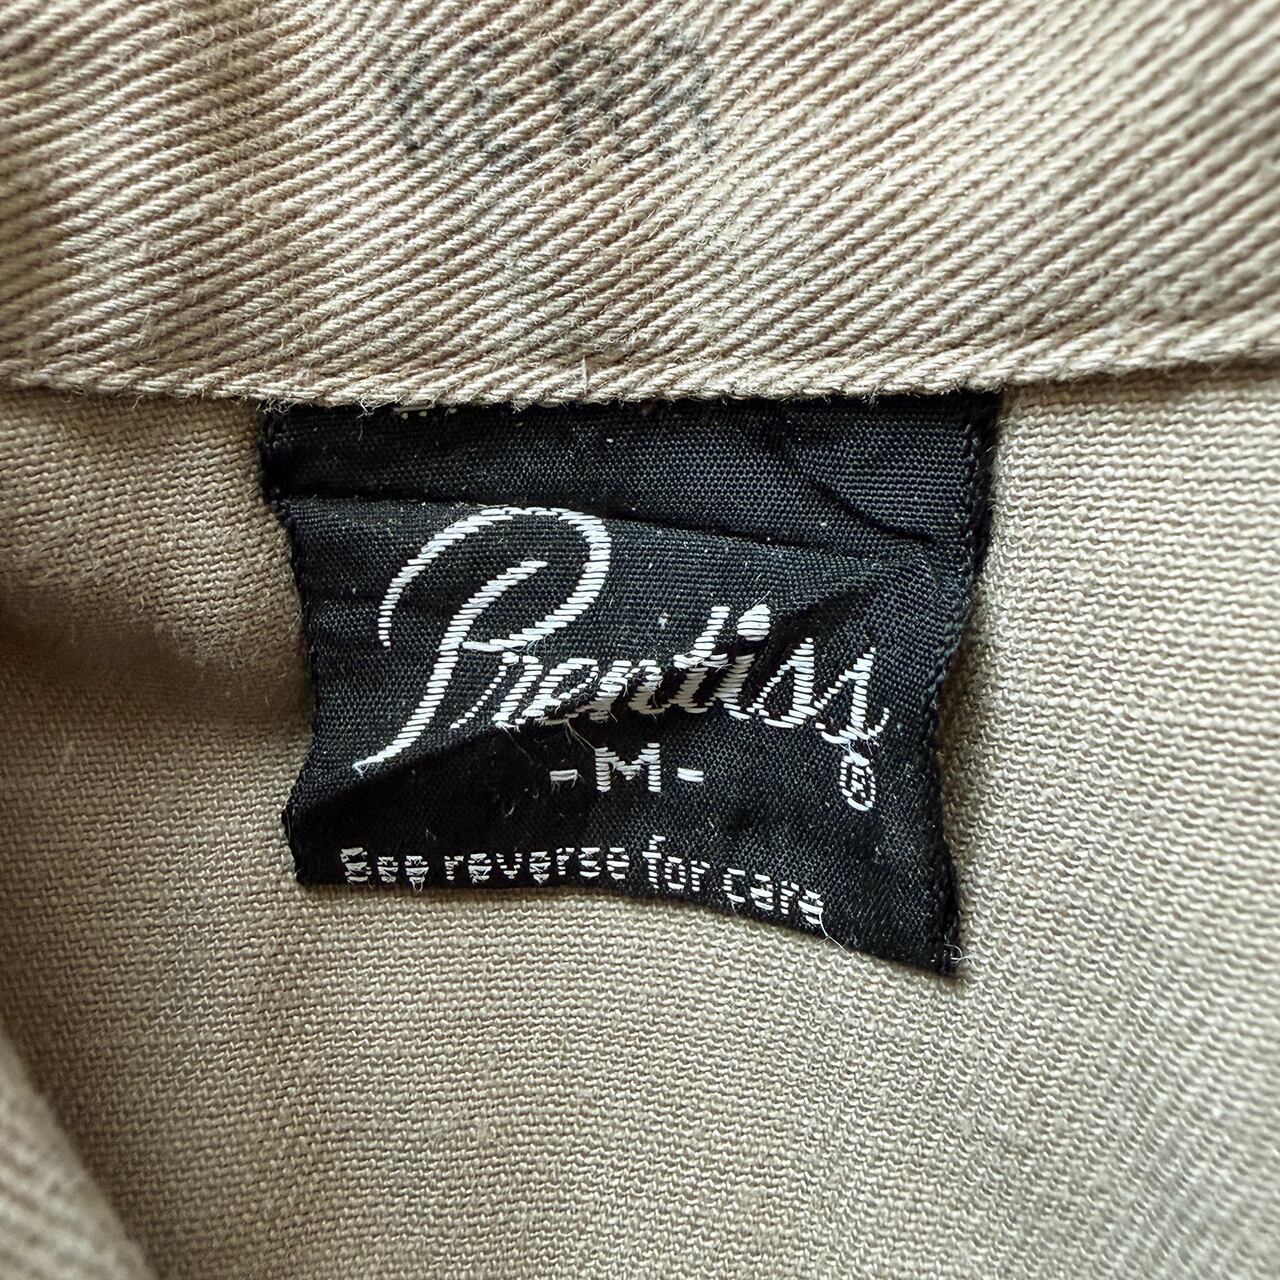 Prentiss
- M -
®
See reverse for care